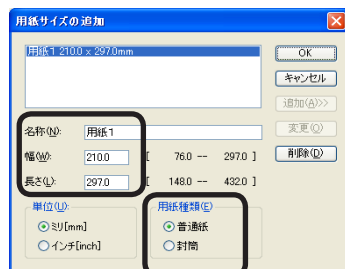 用紙サイズの追加
用紙1 210.0 x 297.0mm
OK
キャンセル
追加(A)>>
名称(N): 用紙1
変更(O)
幅(W): 210.0 [ 76.0 -- 297.0 ]
削除(D)
長さ(L): 297.0 [ 148.0 -- 432.0 ]
単位(U): 用紙種類(E)
ミリ[mm] 普通紙
インチ[inch] 封筒